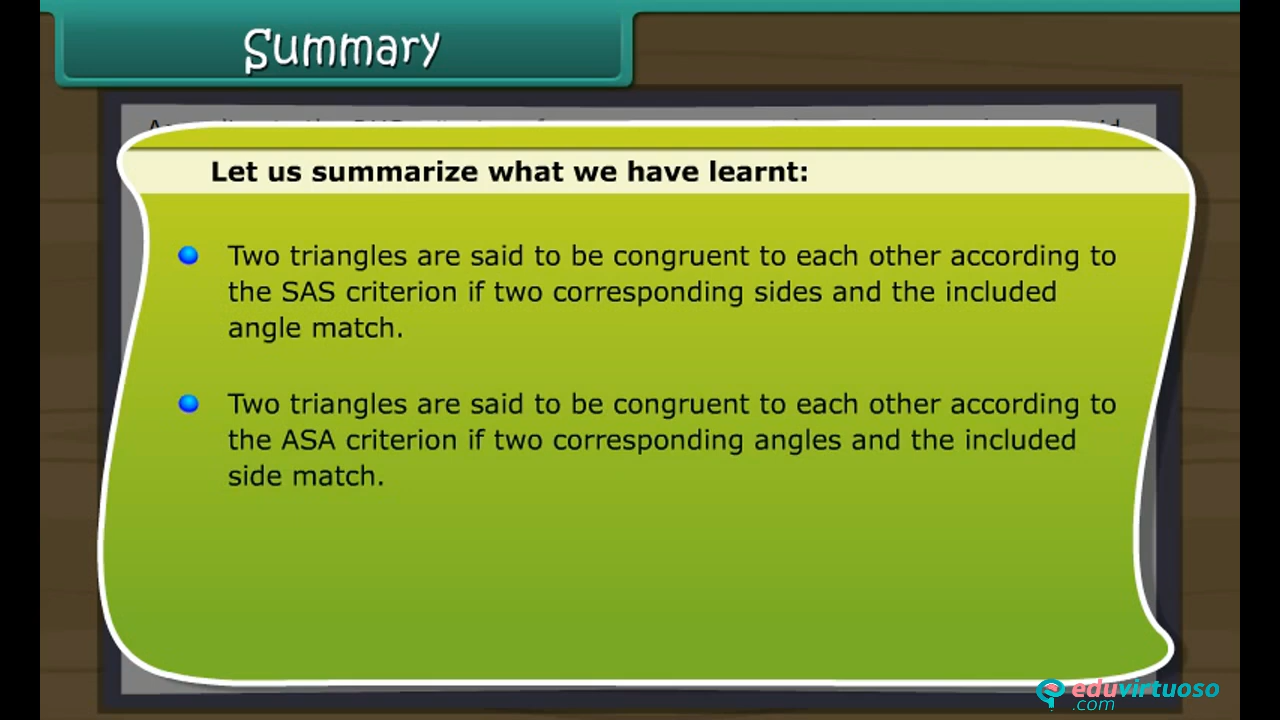 Summary
Let us summarize what we have learnt:
Two triangles are said to be congruent to each other according to
the SAS criterion if two corresponding sides and the included
angle match.
Two triangles are said to be congruent to each other according to
the ASA criterion if two corresponding angles and the included
side match.
eduvirtuoso
.com